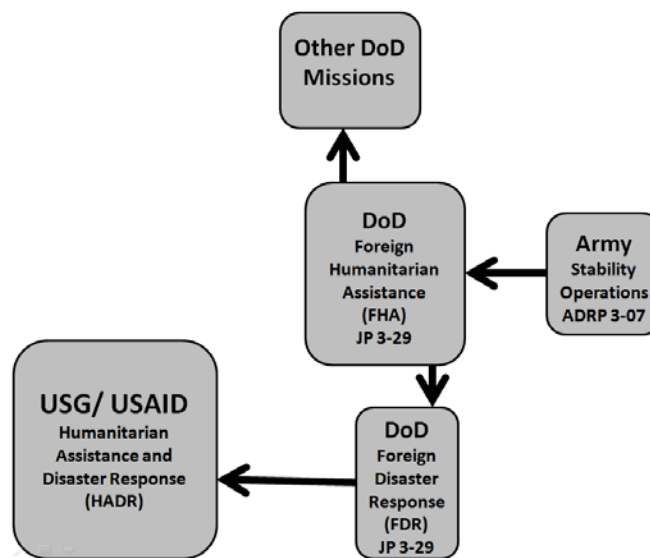 Other DoD
Missions
DoD
Foreign
Humanitarian
Assistance
(FHA)
JP 3-29
Army
Stability
Operations
ADRP 3-07
USG/ USAID
Humanitarian
Assistance and
Disaster Response
(HADR)
DoD
Foreign
Disaster
Response
(FDR)
JP 3-29